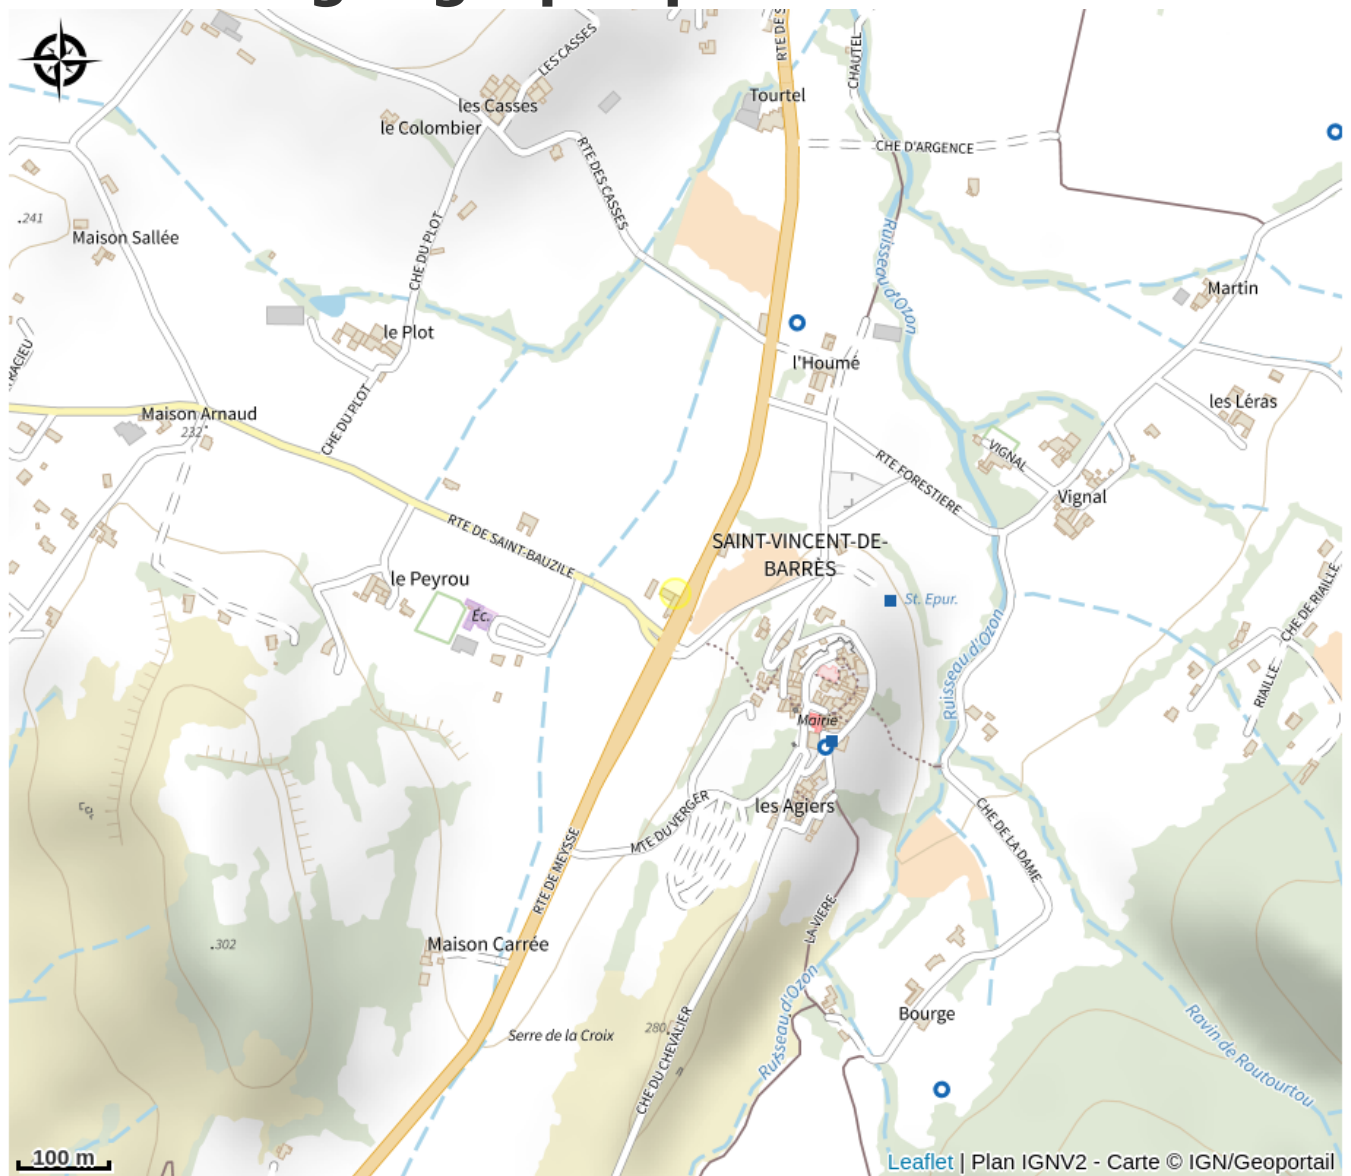 RTE DE S
CHAUTEL
LES CASSES
les Casses
Tourtel
le Colombier
CHE D'ARGENCE
RTE DES CASSES
241
Maison Sallée
CHE DU PLOT
Ruisseau d'Ozon
Martin
le Plot
l'Houmé
RACIEU
les Léras
Maison Arnaud
232
CHE DU PLOT
VIGNAL
RTE FORESTIERE
Vignal
RTE DE SAINT-BAUZILE
SAINT-VINCENT-DE-
BARRÈS
le Peyrou
St. Epur.
CHE DE RIAILLE
Éc.
Ruisseau d'Ozon
RIAILLE
Mairie
les Agiers
MTE DU VERGER
CHE DE LA DAME
RTE DE MEYSSE
LA VIERE
302
Maison Carrée
Ruisseau d'Ozon
Bourge
Serre de la Croix
280
CHE DU CHEVALIER
Ravin de Routourtou
100 m
Leaflet | Plan IGNV2 - Carte © IGN/Geoportail